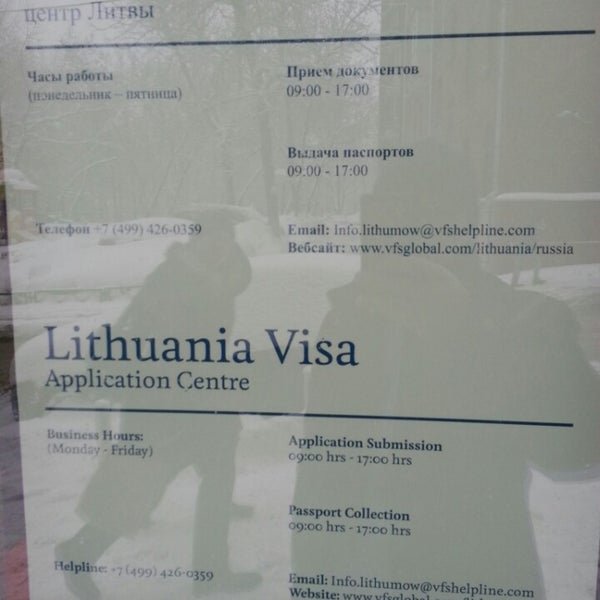 центр Литвы
Часы работы
(понедельник – пятница)
Прием документов
09:00 - 17:00
Выдача паспортов
09:00 - 17:00
Телефон +7 (499) 426-0359
Email: Info.lithumow@vfshelpline.com
Вебсайт: www.vfsglobal.com/lithuania/russia
Lithuania Visa
Application Centre
Business Hours:
(Monday - Friday)
Application Submission
09:00 hrs - 17:00 hrs
Passport Collection
09:00 hrs - 17:00 hrs
Helpline: +7 (499) 426-0359
Email: Info.lithumow@vfshelpline.com
Website: